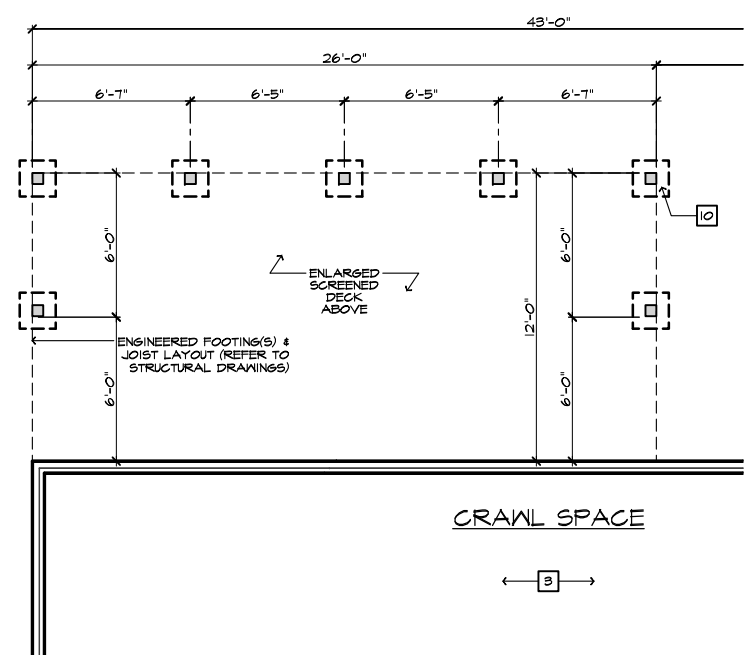 43'-0"
26'-0"
6'-7"
6'-5"
6'-5"
6'-7"
10
6'-0"
6'-0"
12'-0"
ENLARGED
SCREENED
DECK
ABOVE
ENGINEERED FOOTING(S) &
JOIST LAYOUT (REFER TO
STRUCTURAL DRAWINGS)
6'-0"
6'-0"
CRAWL SPACE
3